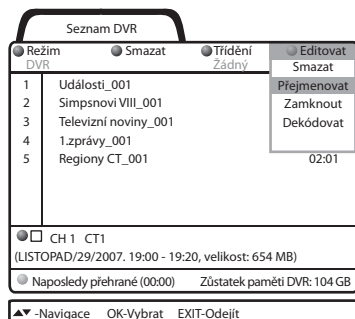 Seznam DVR
Režim Smazat Třídění Editovat
DVR Žádný
Smazat
Přejmenovat
Zamknout
Dekódovat
1 Události_001
2 Simpsnovi VIII_001
3 Televizní noviny_001
4 1.zprávy_001
5 Regiony CT_001 02:01
CH 1 CT1
(LISTOPAD/29/2007. 19:00 - 19:20, velikost: 654 MB)
Naposledy přehrané (00:00) Zůstatek paměti DVR: 104 GB
▲▼ -Navigace OK-Vybrat EXIT-Odejít